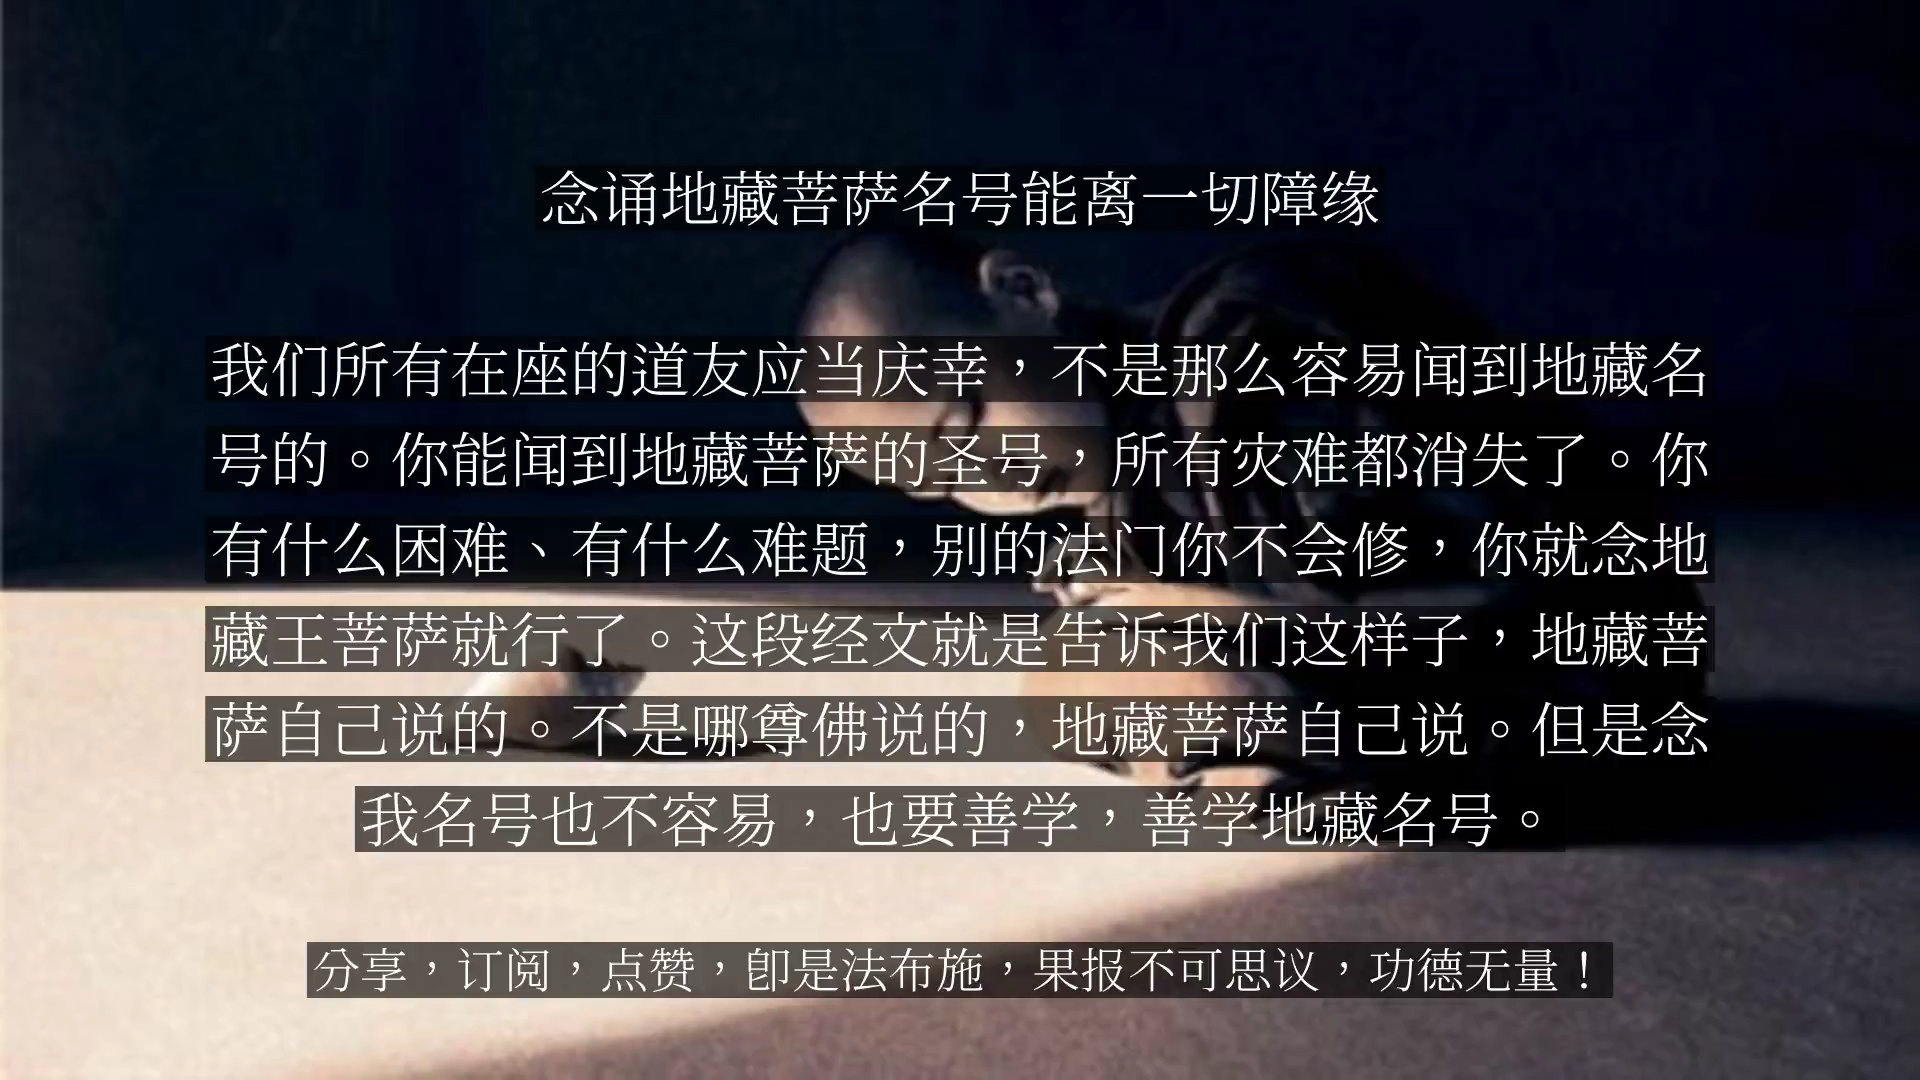 念诵地藏菩萨名号能离一切障缘
我们所有在座的道友应当庆幸，不是那么容易闻到地藏名
号的。你能闻到地藏菩萨的圣号，所有灾难都消失了。你
有什么困难、有什么难题，别的法门你不会修，你就念地
藏王菩萨就行了。这段经文就是告诉我们这样子，地藏菩
萨自己说的。不是哪尊佛说的，地藏菩萨自己说。但是念
我名号也不容易，也要善学，善学地藏名号。
分享，订阅，点赞，即是法布施，果报不可思议，功德无量！